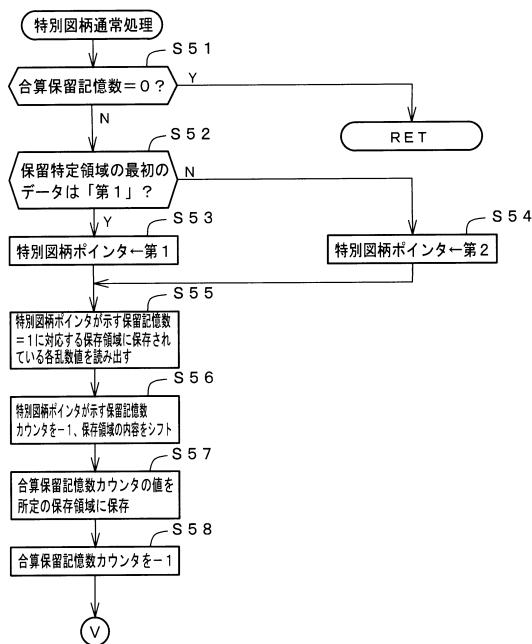 特別図柄通常処理
S51
合算保留記憶数=0?
Y
N
RET
S52
保留特定領域の最初の
データは「第1」?
N
Y
S53
特別図柄ポインタ←第1
S54
特別図柄ポインタ←第2
S55
特別図柄ポインタが示す保留記憶数
=1に対応する保存領域に保存され
ている各乱数値を読み出す
S56
特別図柄ポインタが示す保留記憶数
カウンタを-1、保存領域の内容をシフト
S57
合算保留記憶数カウンタの値を
所定の保存領域に保存
S58
合算保留記憶数カウンタを-1
V